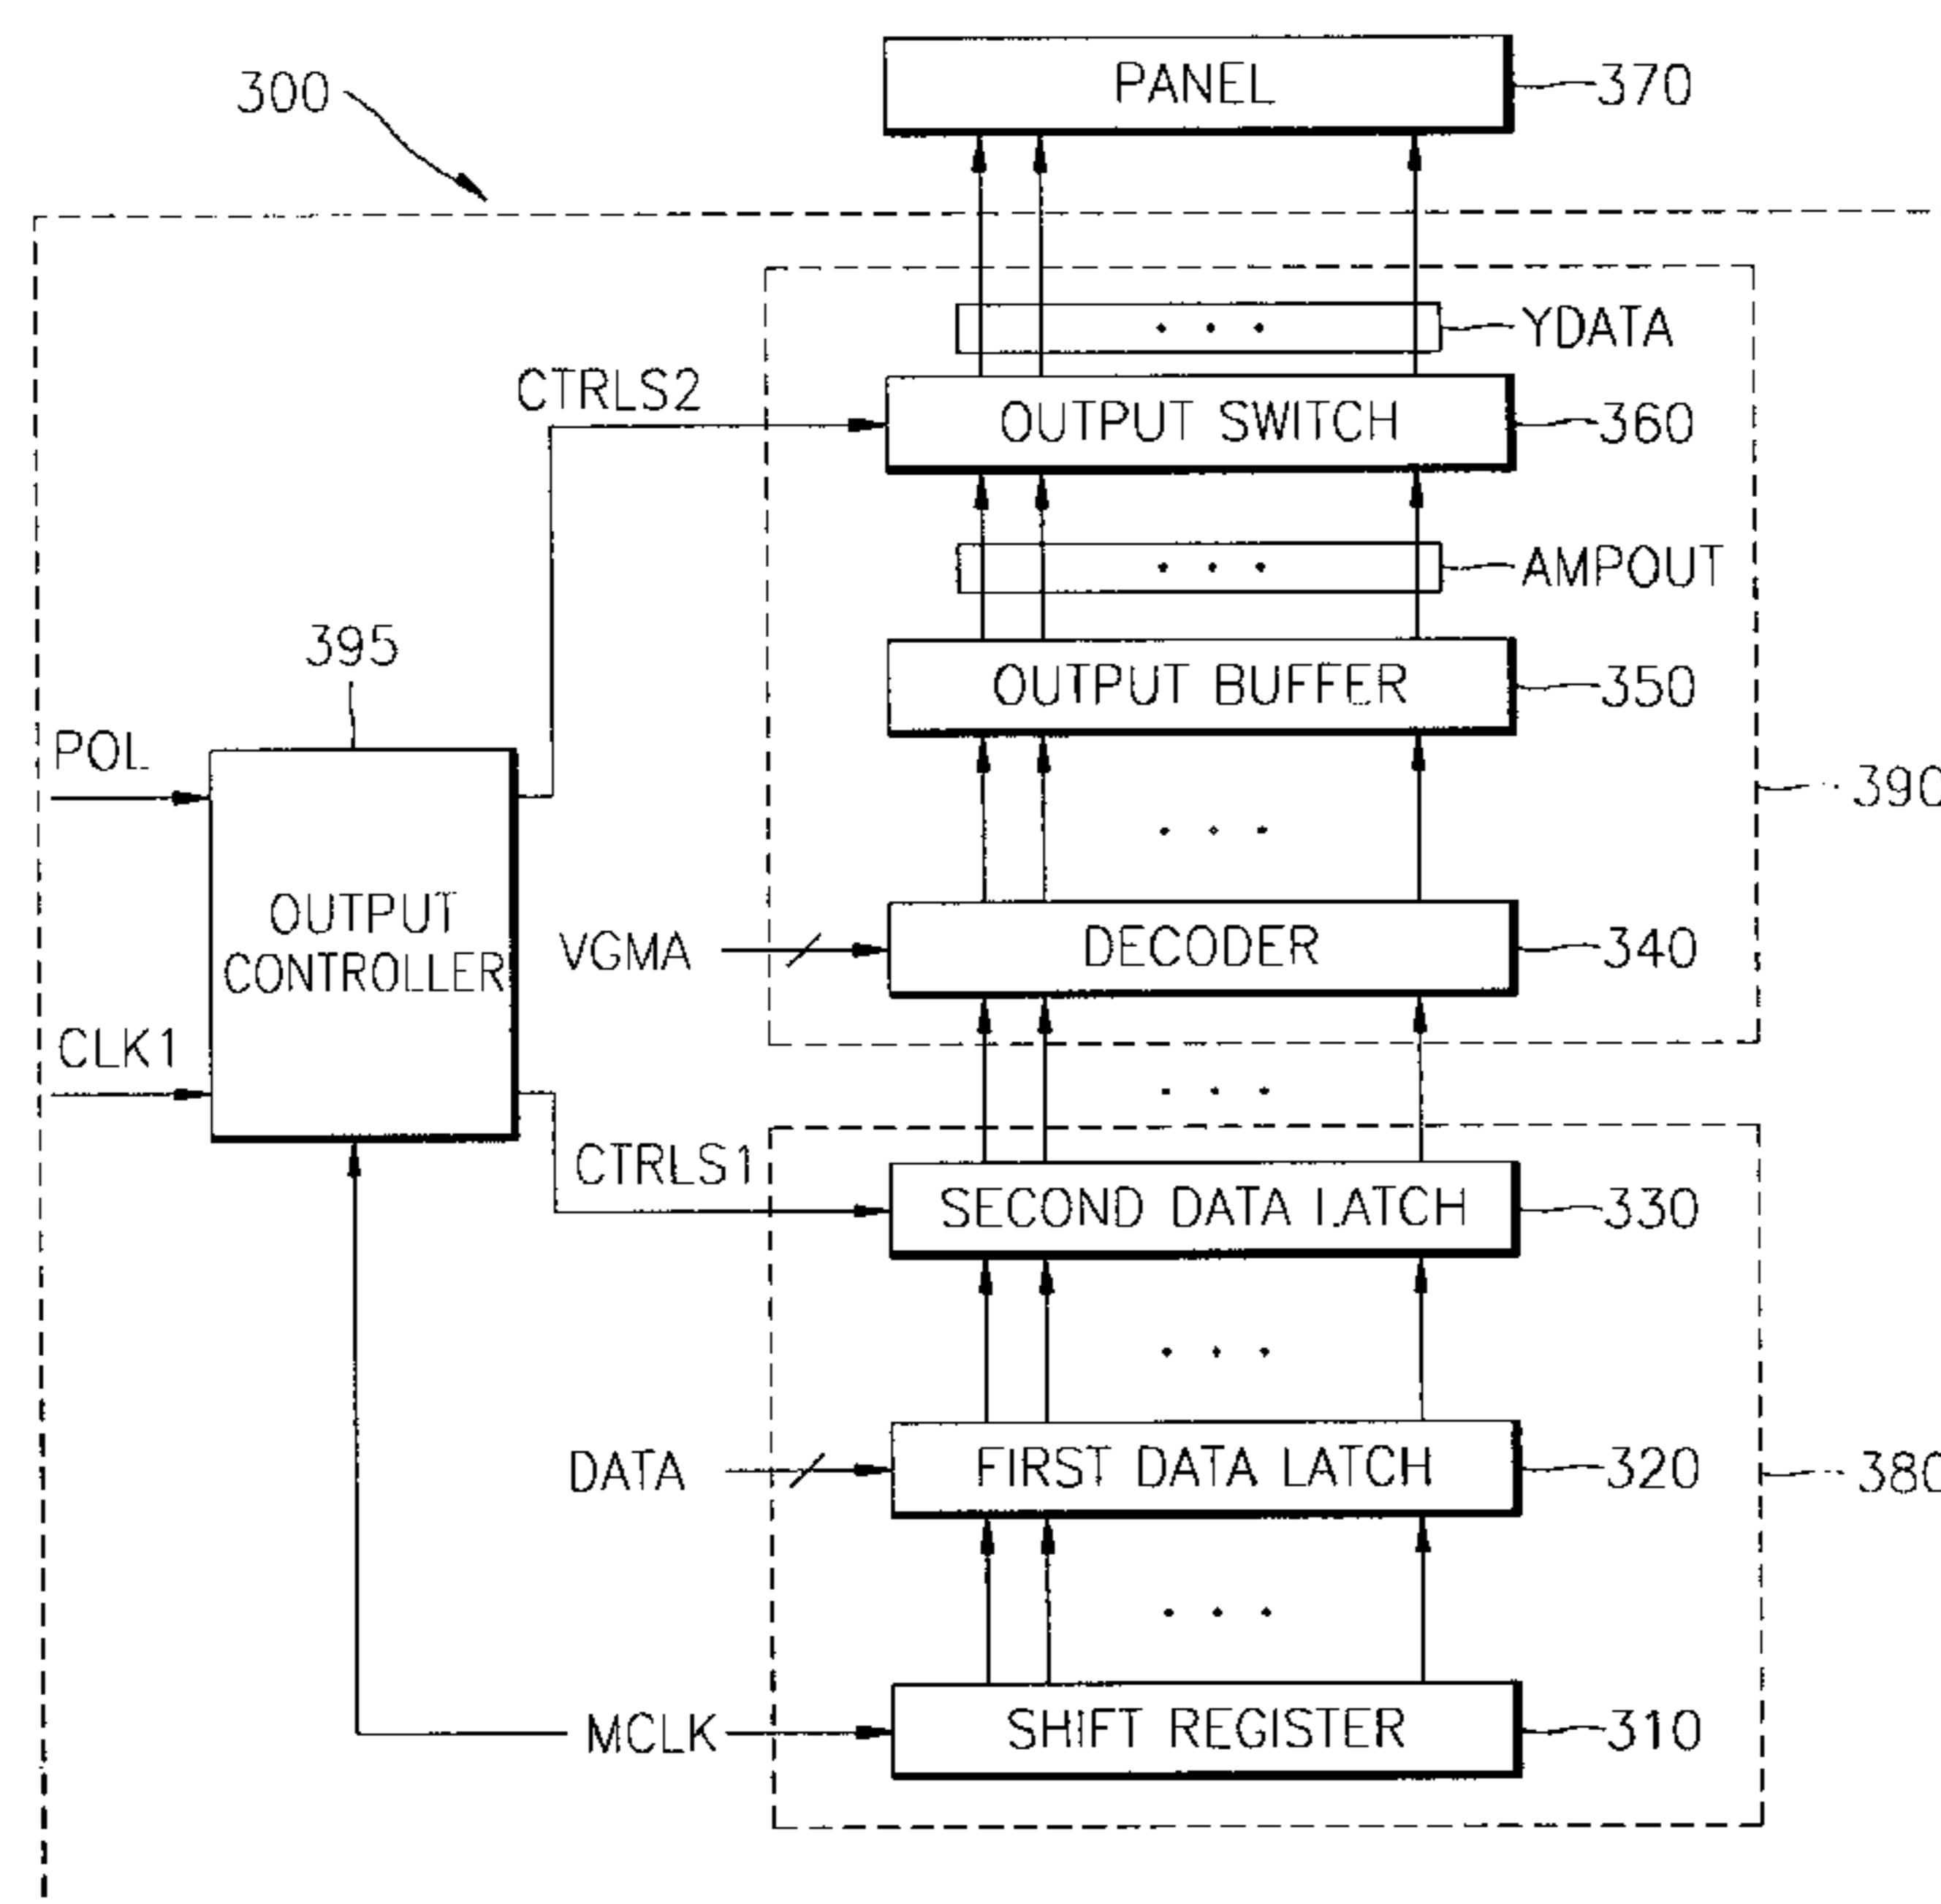 300
PANEL
370
YDATA
CTRLS2
OUTPUT SWITCH
360
AMPOUT
395
OUTPUT BUFFER
350
POL
390
OUTPUT
CONTROLLER
VGMA
DECODER
340
CLK1
CTRLS1
SECOND DATA LATCH
330
DATA
FIRST DATA LATCH
320
380
MCLK
SHIFT REGISTER
310